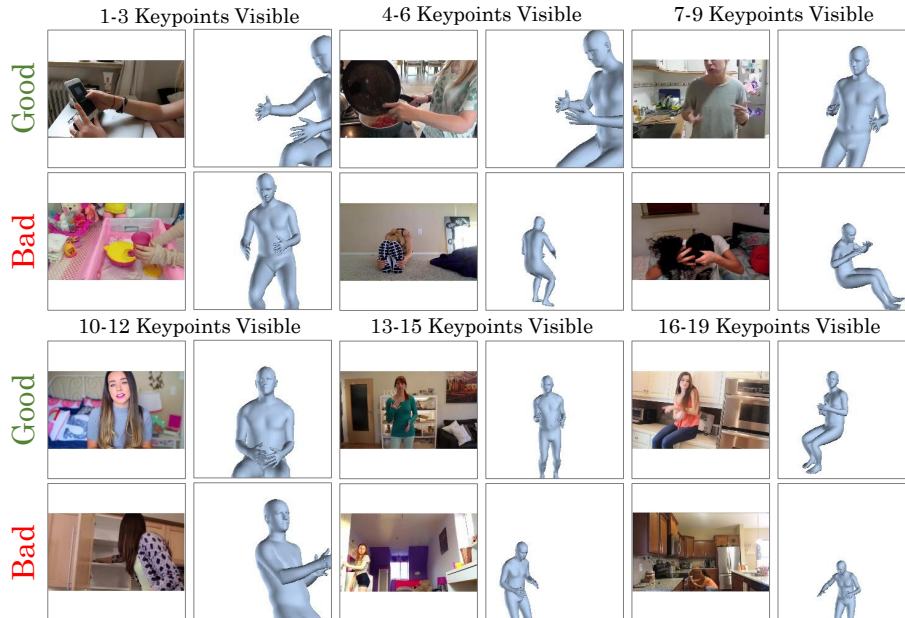 1-3 Keypoints Visible
4-6 Keypoints Visible
7-9 Keypoints Visible
Good
Bad
10-12 Keypoints Visible
13-15 Keypoints Visible
16-19 Keypoints Visible
Good
Bad